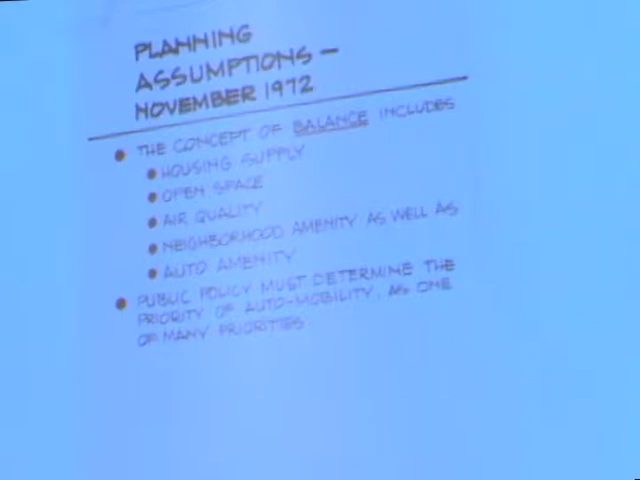 PLANNING
ASSUMPTIONS –
NOVEMBER 1972
• THE CONCEPT OF BALANCE INCLUDES
• HOUSING SUPPLY
• OPEN SPACE
• AIR QUALITY
• NEIGHBORHOOD AMENITY AS WELL AS
• AUTO AMENITY
• PUBLIC POLICY MUST DETERMINE THE
PRIORITY OF AUTO-MOBILITY, AS ONE
OF MANY PRIORITIES